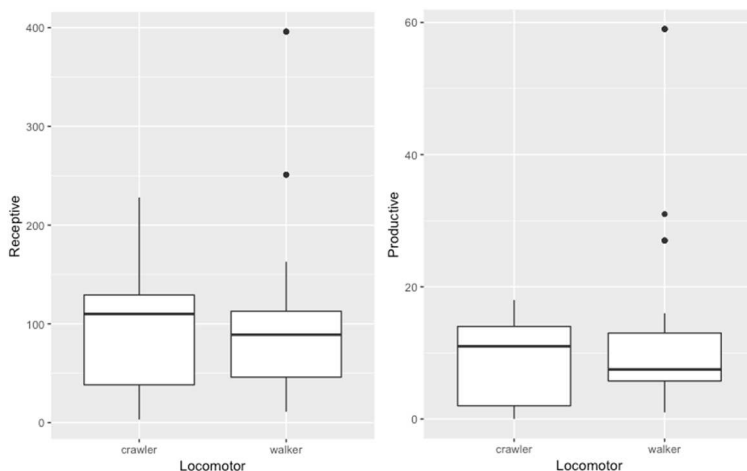 400
300
200
100
0
Receptive
crawler
walker
Locomotor
60
40
20
0
Productive
crawler
walker
Locomotor